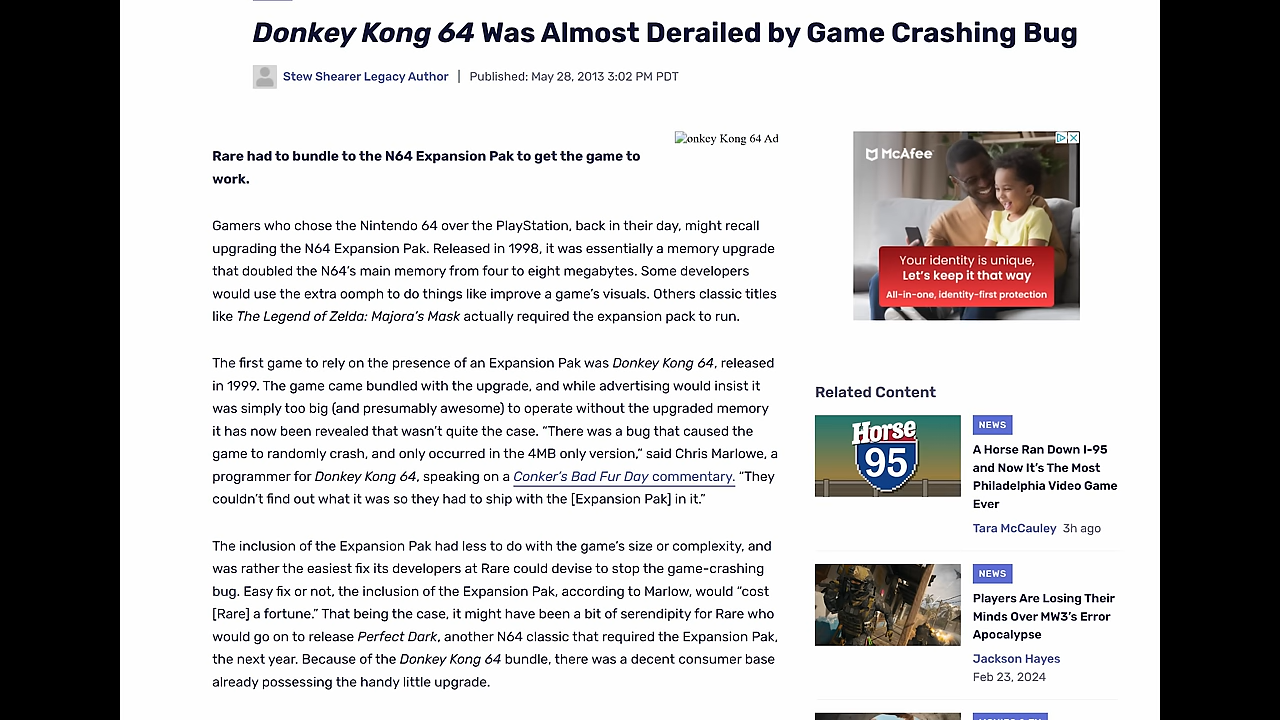 Donkey Kong 64 Was Almost Derailed by Game Crashing Bug
Stew Shearer Legacy Author | Published: May 28, 2013 3:02 PM PDT
onkey Kong 64 Ad
Rare had to bundle to the N64 Expansion Pak to get the game to
work.
Gamers who chose the Nintendo 64 over the PlayStation, back in their day, might recall
upgrading the N64 Expansion Pak. Released in 1998, it was essentially a memory upgrade
that doubled the N64's main memory from four to eight megabytes. Some developers
would use the extra oomph to do things like improve a game's visuals. Others classic titles
like The Legend of Zelda: Majora's Mask actually required the expansion pack to run.
The first game to rely on the presence of an Expansion Pak was Donkey Kong 64, released
in 1999. The game came bundled with the upgrade, and while advertising would insist it
was simply too big (and presumably awesome) to operate without the upgraded memory
it has now been revealed that wasn't quite the case. "There was a bug that caused the
game to randomly crash, and only occurred in the 4MB only version," said Chris Marlowe, a
programmer for Donkey Kong 64, speaking on a Conker's Bad Fur Day commentary. "They
couldn't find out what it was so they had to ship with the [Expansion Pak] in it."
The inclusion of the Expansion Pak had less to do with the game's size or complexity, and
was rather the easiest fix its developers at Rare could devise to stop the game-crashing
bug. Easy fix or not, the inclusion of the Expansion Pak, according to Marlow, would "cost
[Rare] a fortune." That being the case, it might have been a bit of serendipity for Rare who
would go on to release Perfect Dark, another N64 classic that required the Expansion Pak,
the next year. Because of the Donkey Kong 64 bundle, there was a decent consumer base
already possessing the handy little upgrade.
McAfee
Your identity is unique,
Let's keep it that way
All-in-one, identity-first protection
Related Content
Horse
95
NEWS
A Horse Ran Down I-95
and Now It's The Most
Philadelphia Video Game
Ever
Tara McCauley 3h ago
NEWS
Players Are Losing Their
Minds Over MW3's Error
Apocalypse
Jackson Hayes
Feb 23, 2024